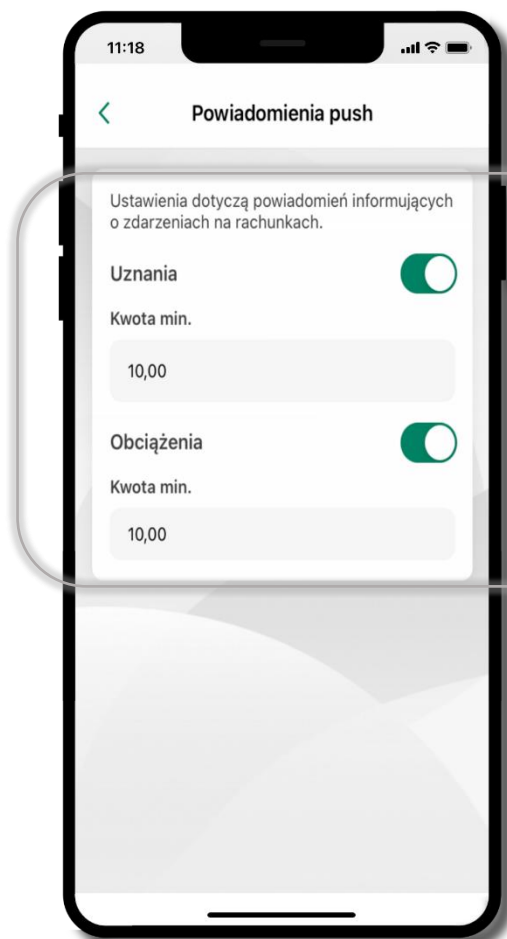 11:18
Powiadomienia push
Ustawienia dotyczą powiadomień informujących
o zdarzeniach na rachunkach.
Uznania
Kwota min.
10,00
Obciążenia
Kwota min.
10,00